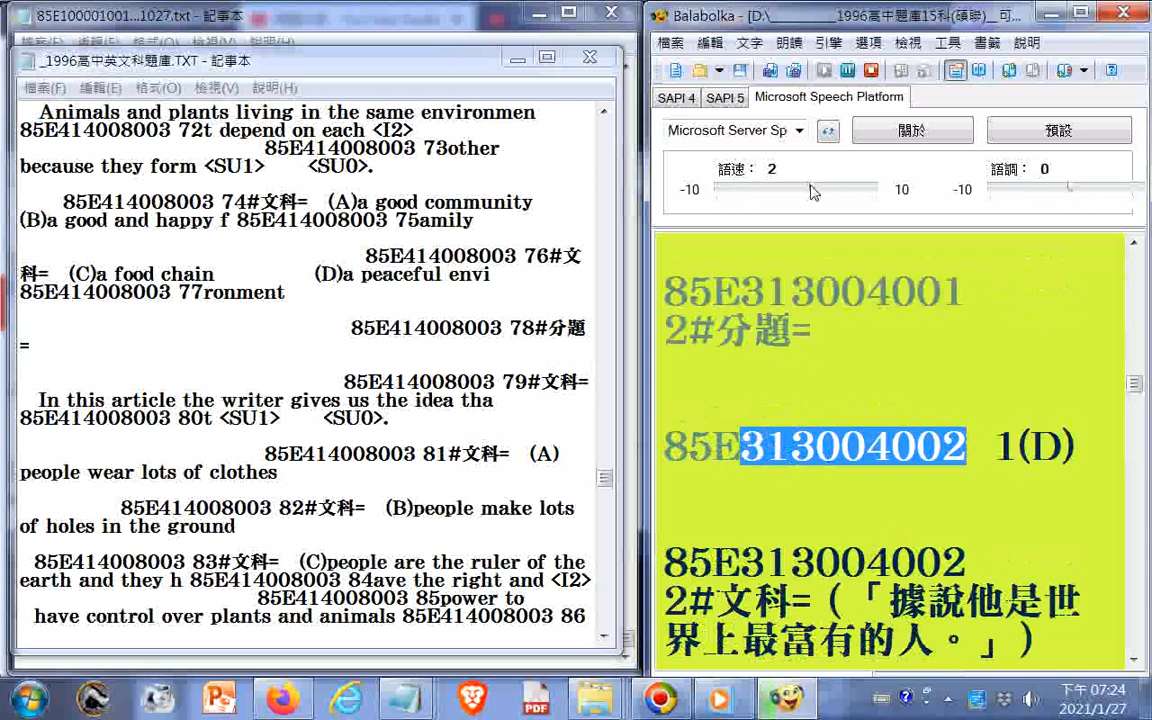 85E100001001...1027.txt - 記事本
_1996高中英文科題庫.TXT - 記事本
檔案(F) 編輯(E) 格式(O) 檢視(V) 說明(H)
Animals and plants living in the same environmen
85E414008003 72t depend on each <I2>
85E414008003 73other
because they form <SU1> <SU0>.
85E414008003 74#文科= (A)a good community
(B)a good and happy f 85E414008003 75amily
85E414008003 76#文
科= (C)a food chain (D)a peaceful envi
85E414008003 77ronment
85E414008003 78#分題
=
85E414008003 79#文科=
In this article the writer gives us the idea tha
85E414008003 80t <SU1> <SU0>.
85E414008003 81#文科= (A)
people wear lots of clothes
85E414008003 82#文科= (B)people make lots
of holes in the ground
85E414008003 83#文科= (C)people are the ruler of the
earth and they h 85E414008003 84ave the right and <I2>
85E414008003 85power to
have control over plants and animals 85E414008003 86
Balabolka - [D:\________1996高中題庫15科(碩聯)__可...
檔案 編輯 文字 朗讀 引擎 選項 檢視 工具 書籤 說明
SAPI 4 SAPI 5 Microsoft Speech Platform
Microsoft Server Sp 關於 預設
語速： 2 語調： 0
-10 10 -10
85E313004001
2#分題=
85E313004002 1(D)
85E313004002
2#文科=（「據說他是世
界上最富有的人。」）
下午 07:24
2021/1/27
PDF